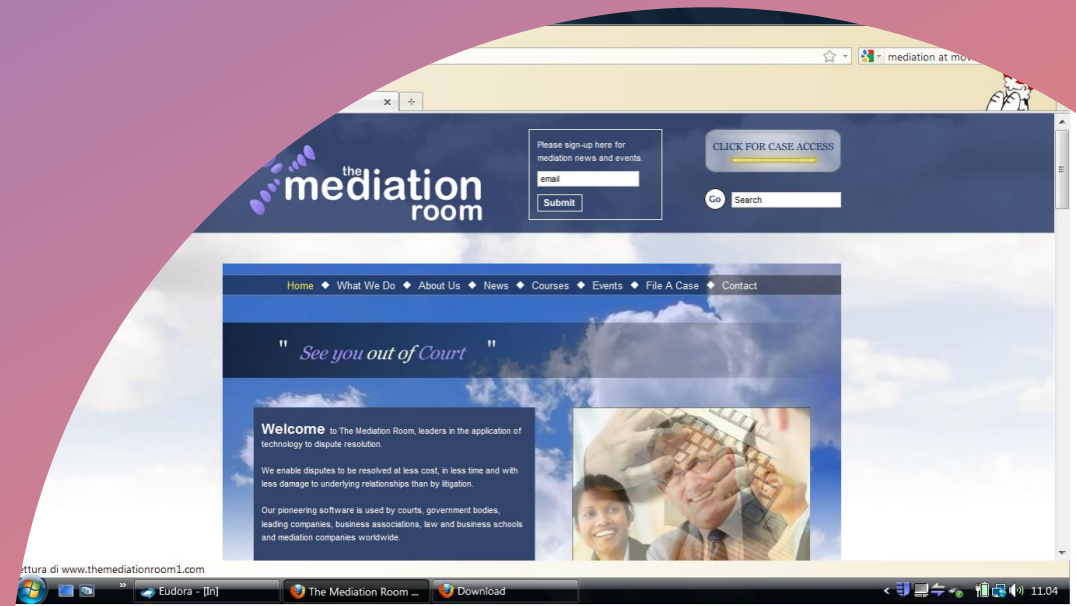 mediation at mov
the
mediation
room
Please sign-up here for
mediation news and events.
email
Submit
CLICK FOR CASE ACCESS
Go Search
Home ◆ What We Do ◆ About Us ◆ News ◆ Courses ◆ Events ◆ File A Case ◆ Contact
" See you out of Court "
Welcome to The Mediation Room, leaders in the application of
technology to dispute resolution.
We enable disputes to be resolved at less cost, in less time and with
less damage to underlying relationships than by litigation.
Our pioneering software is used by courts, government bodies,
leading companies, business associations, law and business schools
and mediation companies worldwide.
ettura di www.themediationroom1.com
Eudora - [In] The Mediation Room ... Download 11.04